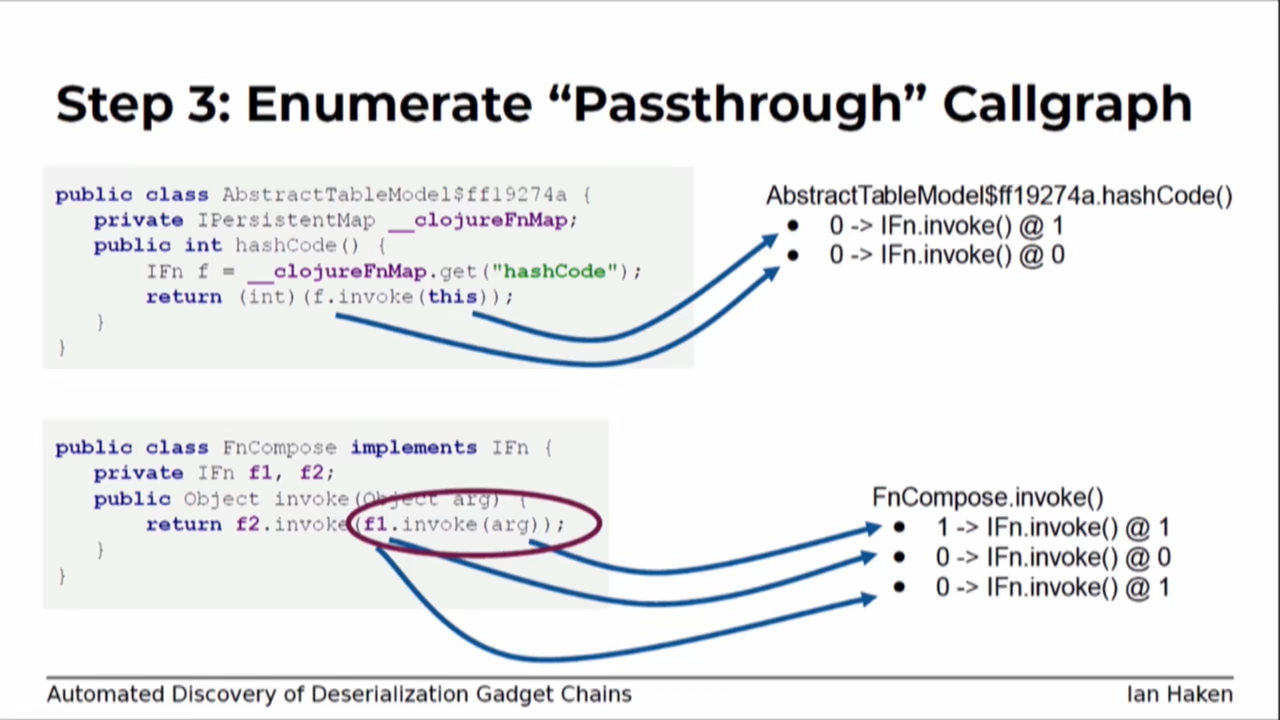 Step 3: Enumerate “Passthrough” Callgraph
public class AbstractTableModel$ff19274a {
private IPersistentMap __clojureFnMap;
public int hashCode() {
IFn f = __clojureFnMap.get("hashCode");
return (int)(f.invoke(this));
}
}
AbstractTableModel$ff19274a.hashCode()
• 0 -> IFn.invoke() @ 1
• 0 -> IFn.invoke() @ 0
public class FnCompose implements IFn {
private IFn f1, f2;
public Object invoke(Object arg) {
return f2.invoke(f1.invoke(arg));
}
}
FnCompose.invoke()
• 1 -> IFn.invoke() @ 1
• 0 -> IFn.invoke() @ 0
• 0 -> IFn.invoke() @ 1
Automated Discovery of Deserialization Gadget Chains
Ian Haken